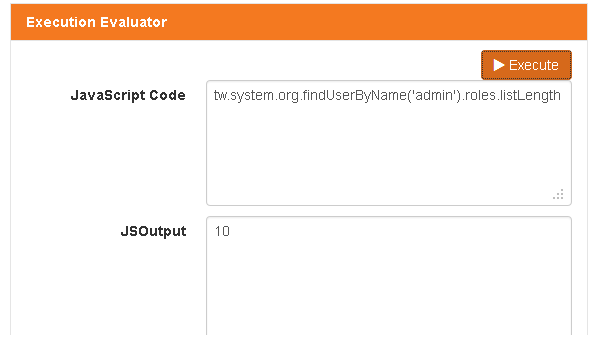 Execution Evaluator
Execute
JavaScript Code
tw.system.org.findUserByName('admin').roles.listLength
JSOutput
10